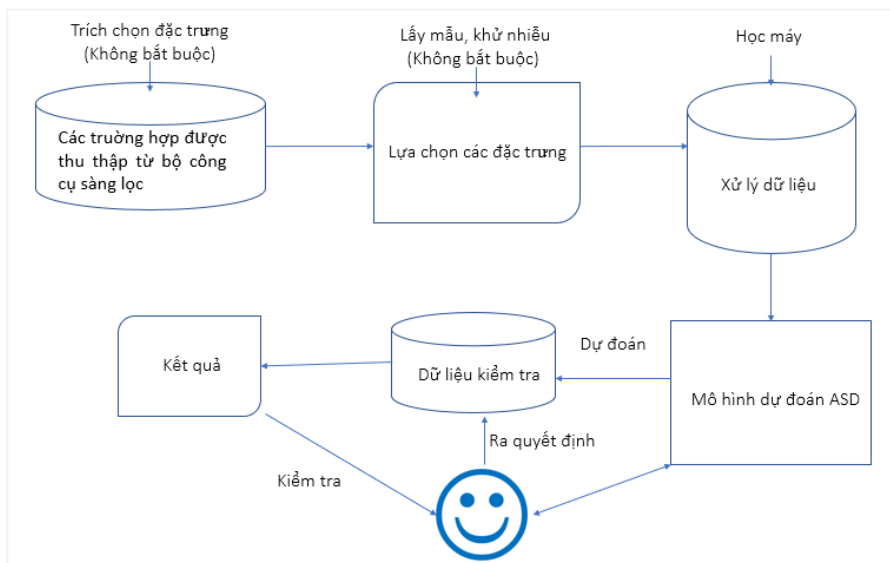 Trích chọn đặc trưng
(Không bắt buộc)
Lấy mẫu, khử nhiễu
(Không bắt buộc)
Học máy
Các trường hợp được
thu thập từ bộ công
cụ sàng lọc
Lựa chọn các đặc trưng
Xử lý dữ liệu
Kết quả
Dữ liệu kiểm tra
Dự đoán
Mô hình dự đoán ASD
Ra quyết định
Kiểm tra